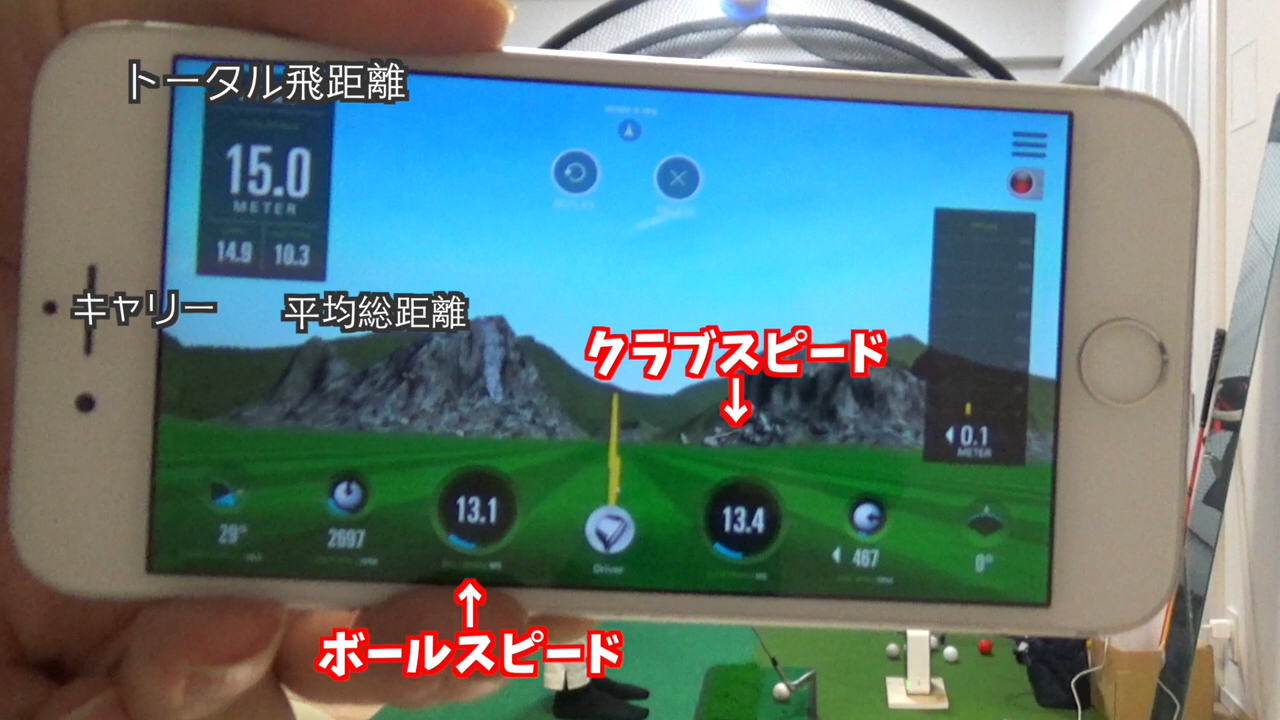 トータル飛距離
15.0
METER
14.9 10.3
キャリー
平均総距離
クラブスピード
↓
0.1
METER
29°
2697
13.1
Driver
13.4
467
0°
↑
ボールスピード